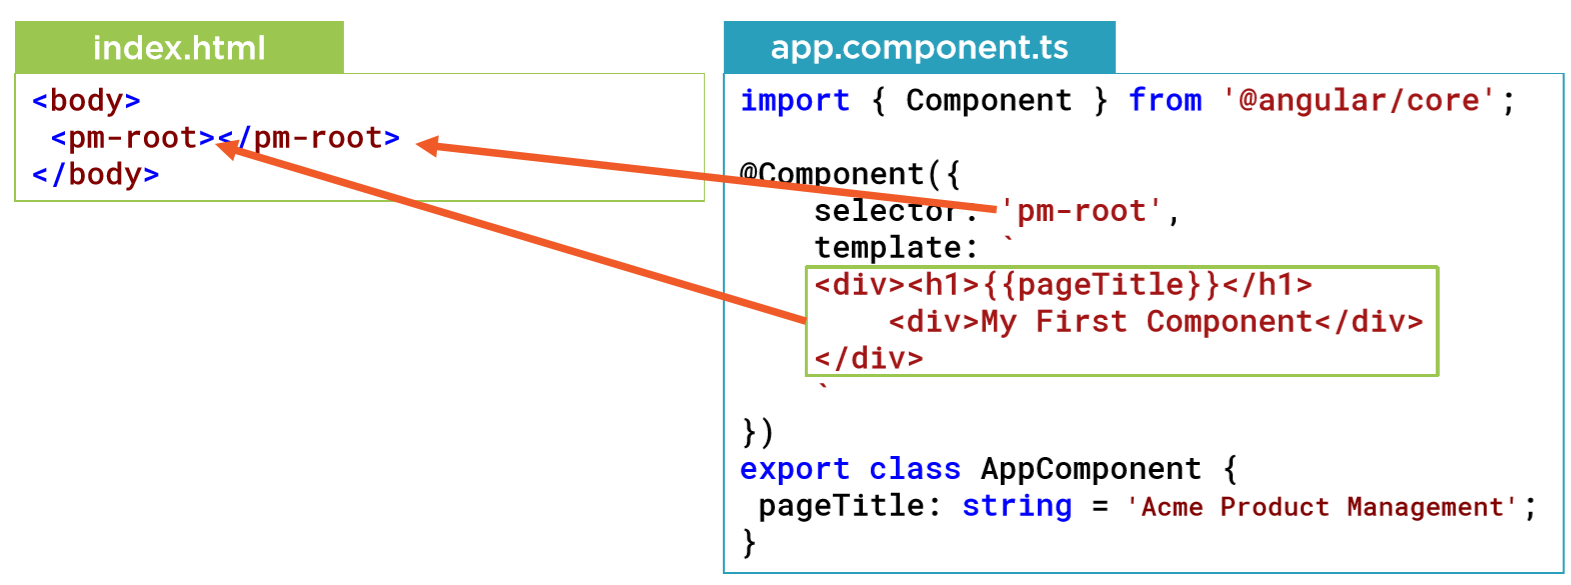 index.html
<body>
 <pm-root></pm-root>
</body>
app.component.ts
import { Component } from '@angular/core';
@Component({
    selector: 'pm-root',
    template: `
    <div><h1>{{pageTitle}}</h1>
        <div>My First Component</div>
    </div>
    `
})
export class AppComponent {
 pageTitle: string = 'Acme Product Management';
}